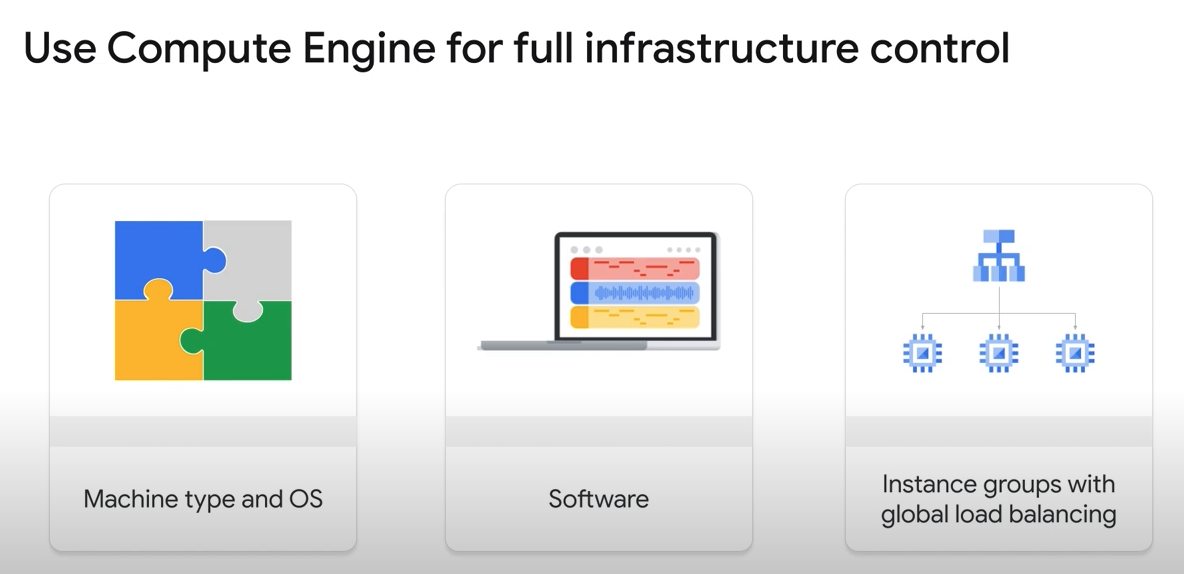 Use Compute Engine for full infrastructure control
Machine type and OS
Software
Instance groups with
global load balancing